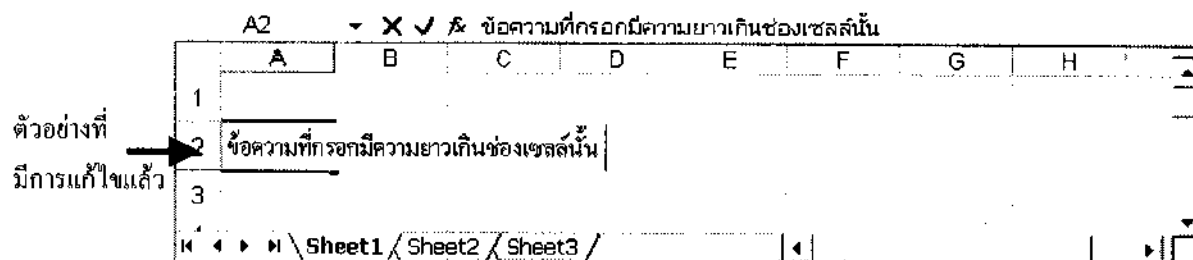 A2 fx ข้อความที่กรอกมีความยาวเกินช่องเซลล์นั้น
A B C D E F G H
1
ตัวอย่างที่
2 ข้อความที่กรอกมีความยาวเกินช่องเซลล์นั้น
มีการแก้ไขแล้ว
3
Sheet1 Sheet2 Sheet3